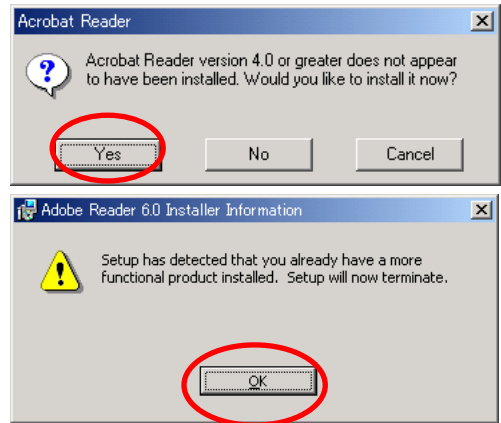 Acrobat Reader
Acrobat Reader version 4.0 or greater does not appear
to have been installed. Would you like to install it now?
Yes No Cancel
Adobe Reader 6.0 Installer Information
Setup has detected that you already have a more
functional product installed. Setup will now terminate.
OK